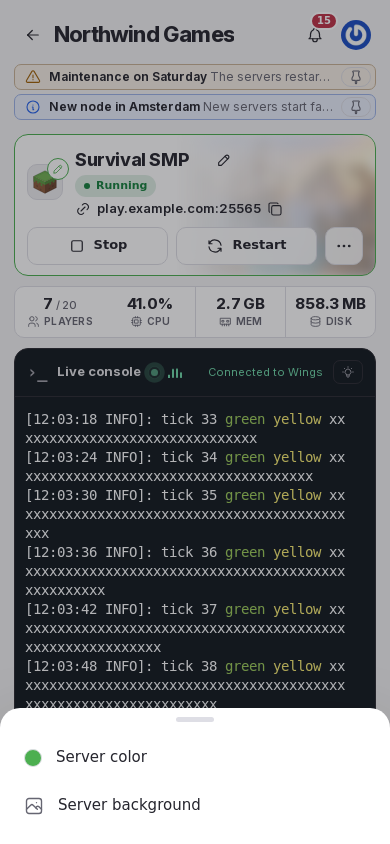 Northwind Games
15
Maintenance on Saturday The servers restar…
New node in Amsterdam New servers start fa…
Survival SMP
Running
play.example.com:25565
Stop
Restart
7 / 20
PLAYERS
41.0%
CPU
2.7 GB
MEM
858.3 MB
DISK
Live console
Connected to Wings
[12:03:18 INFO]: tick 33 green yellow xx
xxxxxxxxxxxxxxxxxxxxxxxxxxxxx
[12:03:24 INFO]: tick 34 green yellow xx
xxxxxxxxxxxxxxxxxxxxxxxxxxxxxxxxxxxx
[12:03:30 INFO]: tick 35 green yellow xx
xxxxxxxxxxxxxxxxxxxxxxxxxxxxxxxxxxxxxxxx
xxx
[12:03:36 INFO]: tick 36 green yellow xx
xxxxxxxxxxxxxxxxxxxxxxxxxxxxxxxxxxxxxxxx
xxxxxxxxxx
[12:03:42 INFO]: tick 37 green yellow xx
xxxxxxxxxxxxxxxxxxxxxxxxxxxxxxxxxxxxxxxx
xxxxxxxxxxxxxxxxx
[12:03:48 INFO]: tick 38 green yellow xx
xxxxxxxxxxxxxxxxxxxxxxxxxxxxxxxxxxxxxxxx
xxxxxxxxxxxxxxxxxxxxxxxx
Server color
Server background